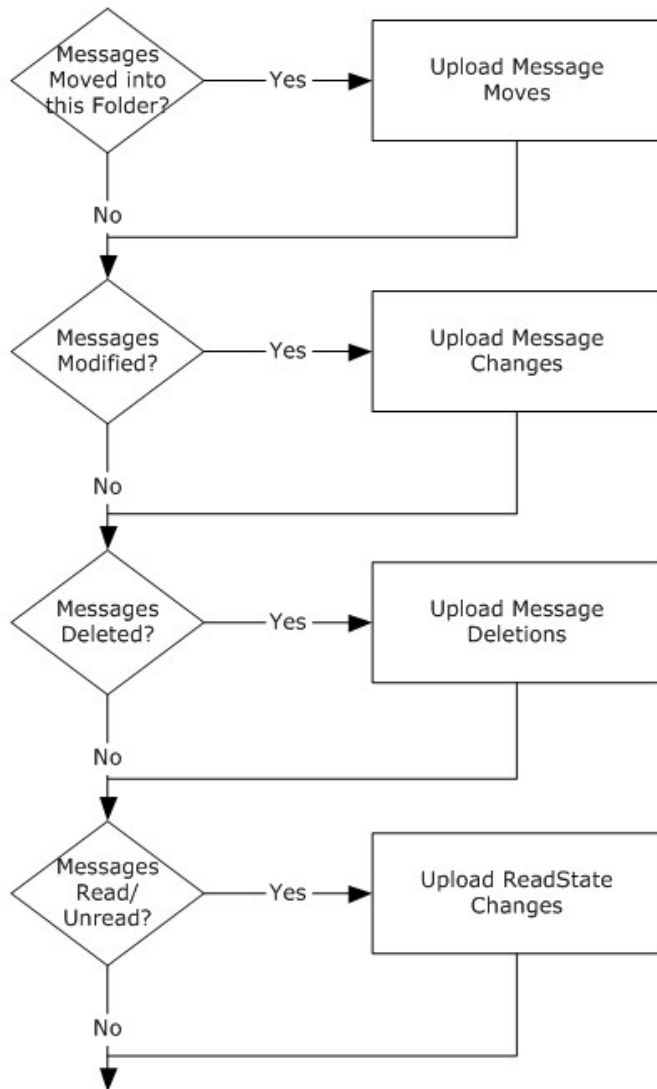 Messages
Moved into
this Folder?
Yes
Upload Message
Moves
No
Messages
Modified?
Yes
Upload Message
Changes
No
Messages
Deleted?
Yes
Upload Message
Deletions
No
Messages
Read/
Unread?
Yes
Upload ReadState
Changes
No